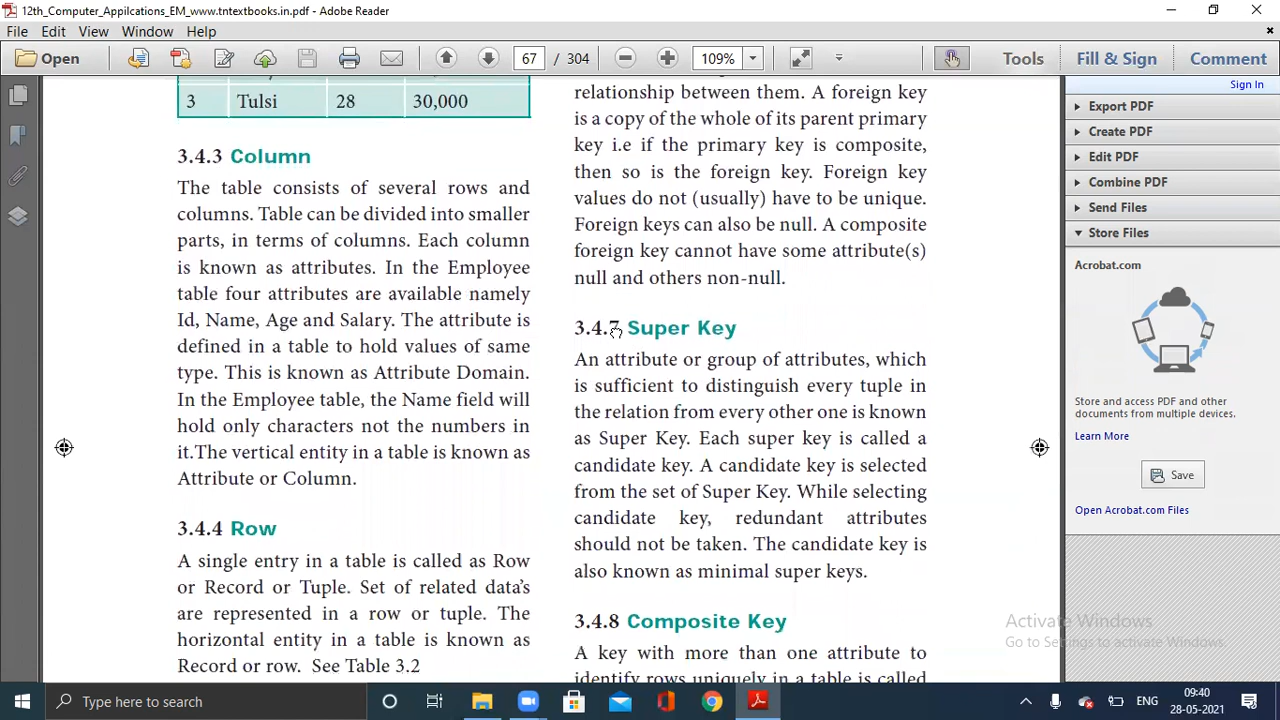 12th_Computer_Appilcations_EM_www.tntextbooks.in.pdf - Adobe Reader
File Edit View Window Help
Open
67 / 304
109%
Tools
Fill & Sign
Comment
3 Tulsi 28 30,000
3.4.3 Column
The table consists of several rows and
columns. Table can be divided into smaller
parts, in terms of columns. Each column
is known as attributes. In the Employee
table four attributes are available namely
Id, Name, Age and Salary. The attribute is
defined in a table to hold values of same
type. This is known as Attribute Domain.
In the Employee table, the Name field will
hold only characters not the numbers in
it.The vertical entity in a table is known as
Attribute or Column.
3.4.4 Row
A single entry in a table is called as Row
or Record or Tuple. Set of related data's
are represented in a row or tuple. The
horizontal entity in a table is known as
Record or row. See Table 3.2
relationship between them. A foreign key
is a copy of the whole of its parent primary
key i.e if the primary key is composite,
then so is the foreign key. Foreign key
values do not (usually) have to be unique.
Foreign keys can also be null. A composite
foreign key cannot have some attribute(s)
null and others non-null.
3.4.7 Super Key
An attribute or group of attributes, which
is sufficient to distinguish every tuple in
the relation from every other one is known
as Super Key. Each super key is called a
candidate key. A candidate key is selected
from the set of Super Key. While selecting
candidate key, redundant attributes
should not be taken. The candidate key is
also known as minimal super keys.
3.4.8 Composite Key
A key with more than one attribute to
identify rows uniquely in a table is called
Sign In
Export PDF
Create PDF
Edit PDF
Combine PDF
Send Files
Store Files
Acrobat.com
Store and access PDF and other
documents from multiple devices.
Learn More
Save
Open Acrobat.com Files
Activate Windows
Go to Settings to activate Windows.
Type here to search
ENG
09:40
28-05-2021